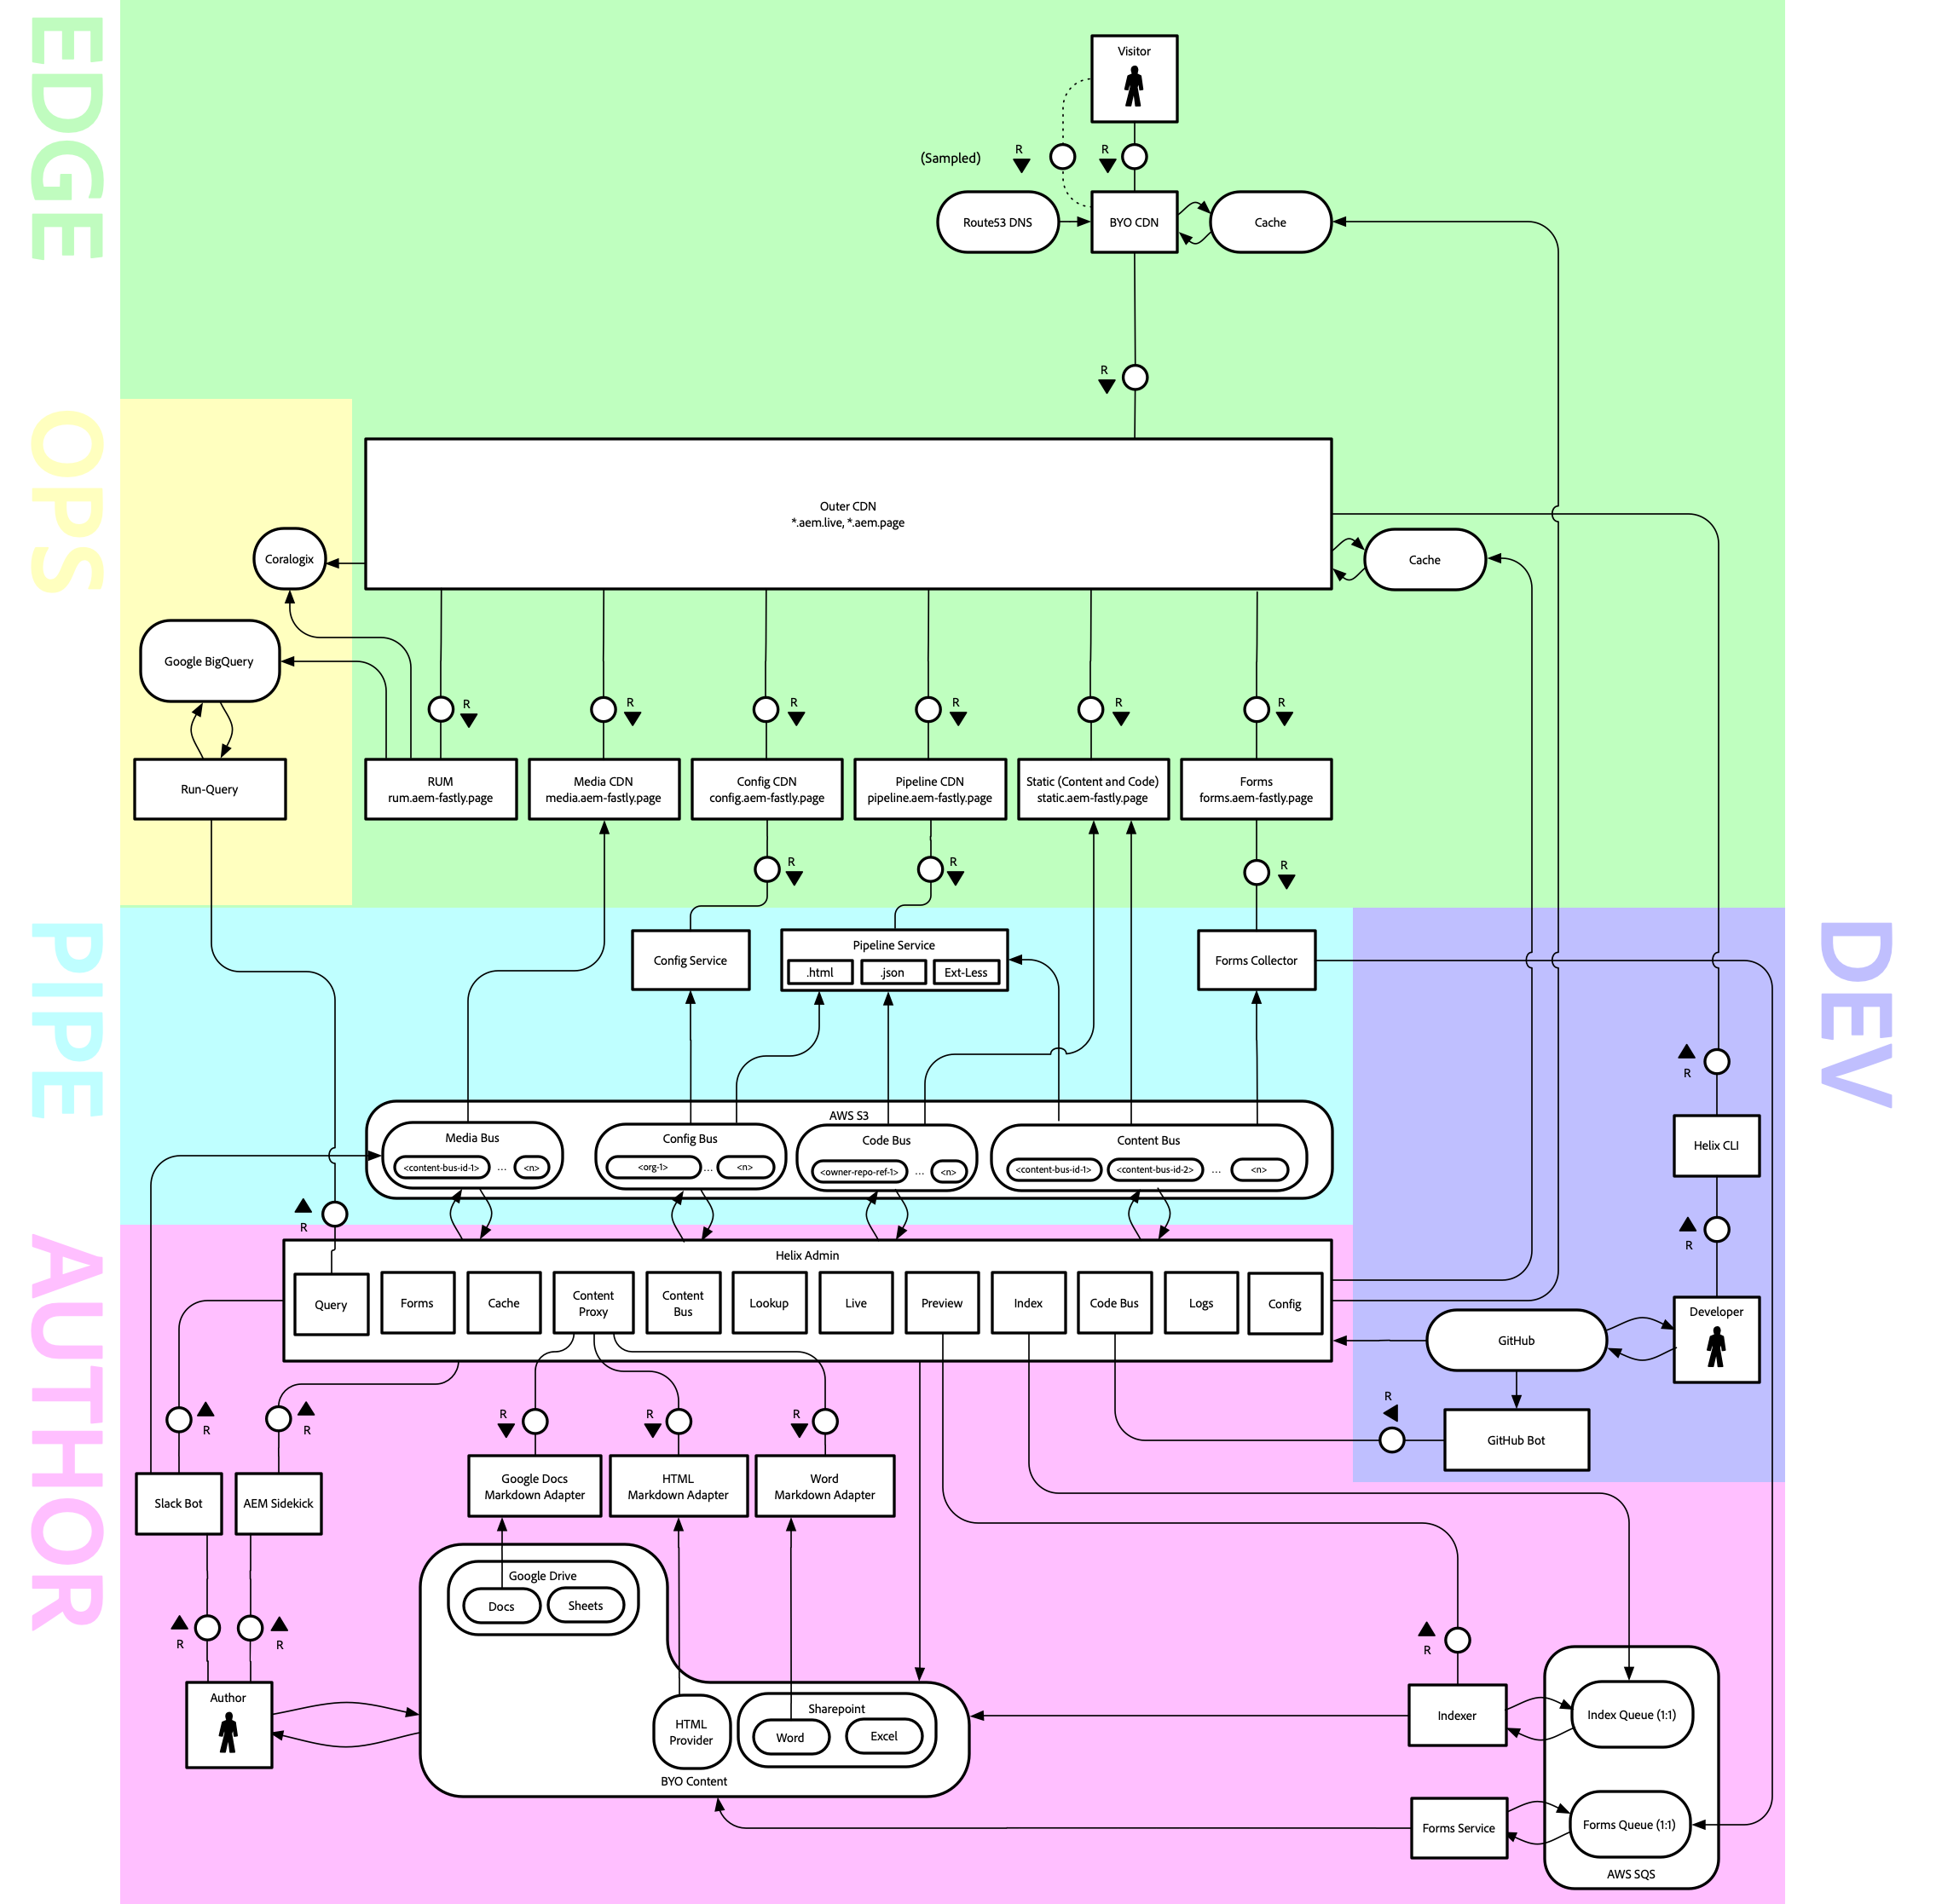 EDGE
OPS
PIPE
AUTHOR
DEV
Visitor
(Sampled)
R
R
Route53 DNS
BYO CDN
Cache
R
Outer CDN
*.aem.live, *.aem.page
Coralogix
Cache
Google BigQuery
R
R
R
R
R
R
Run-Query
RUM
rum.aem-fastly.page
Media CDN
media.aem-fastly.page
Config CDN
config.aem-fastly.page
Pipeline CDN
pipeline.aem-fastly.page
Static (Content and Code)
static.aem-fastly.page
Forms
forms.aem-fastly.page
R
R
R
Config Service
Pipeline Service
.html
.json
Ext-Less
Forms Collector
R
AWS S3
Media Bus
<content-bus-id-1>
...
<n>
Config Bus
<org-1>
...
<n>
Code Bus
<owner-repo-ref-1>
...
<n>
Content Bus
<content-bus-id-1>
<content-bus-id-2>
...
<n>
Helix CLI
R
R
Helix Admin
Query
Forms
Cache
Content
Proxy
Content
Bus
Lookup
Live
Preview
Index
Code Bus
Logs
Config
GitHub
Developer
R
R
R
R
R
R
GitHub Bot
Slack Bot
AEM Sidekick
Google Docs
Markdown Adapter
HTML
Markdown Adapter
Word
Markdown Adapter
Google Drive
Docs
Sheets
R
R
R
Author
HTML
Provider
Sharepoint
Word
Excel
BYO Content
Indexer
Index Queue (1:1)
Forms Service
Forms Queue (1:1)
AWS SQS